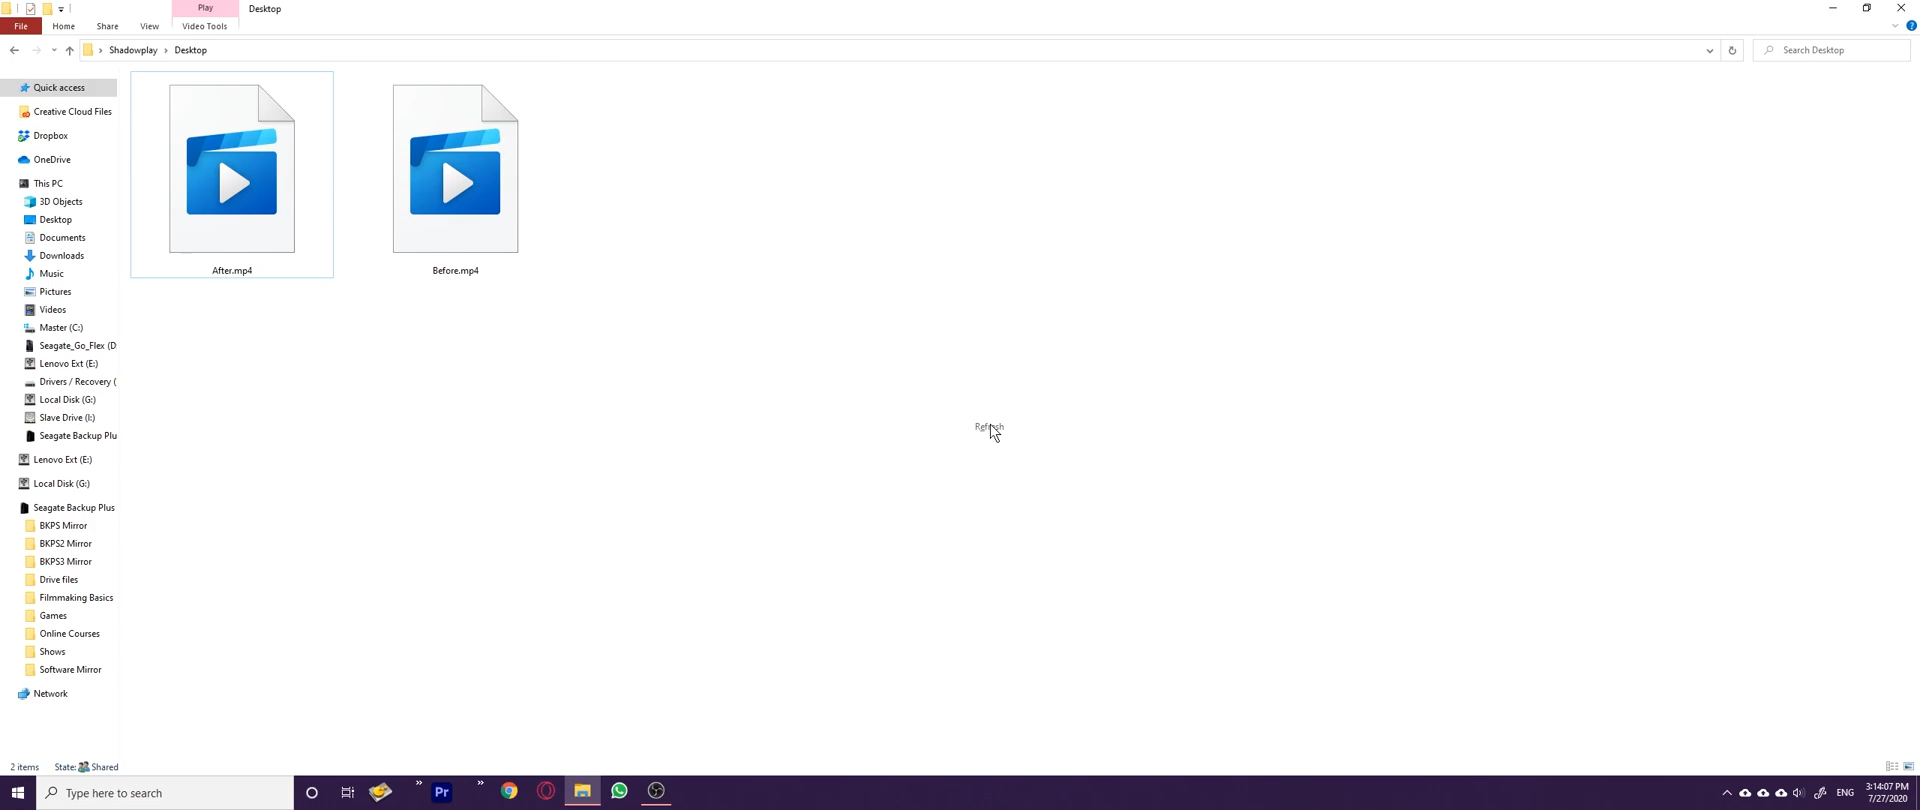 Play
Desktop
File
Home
Share
View
Video Tools
Shadowplay
Desktop
Search Desktop
Quick access
Creative Cloud Files
Dropbox
OneDrive
This PC
3D Objects
Desktop
Documents
Downloads
Music
Pictures
Videos
Master (C:)
Seagate_Go_Flex (D
Lenovo Ext (E:)
Drivers / Recovery (
Local Disk (G:)
Slave Drive (I:)
Seagate Backup Plu
Lenovo Ext (E:)
Local Disk (G:)
Seagate Backup Plus
BKPS Mirror
BKPS2 Mirror
BKPS3 Mirror
Drive files
Filmmaking Basics
Games
Online Courses
Shows
Software Mirror
Network
After.mp4
Before.mp4
Refresh
2 items
State: Shared
Type here to search
Pr
ENG
3:14:07 PM
7/27/2020